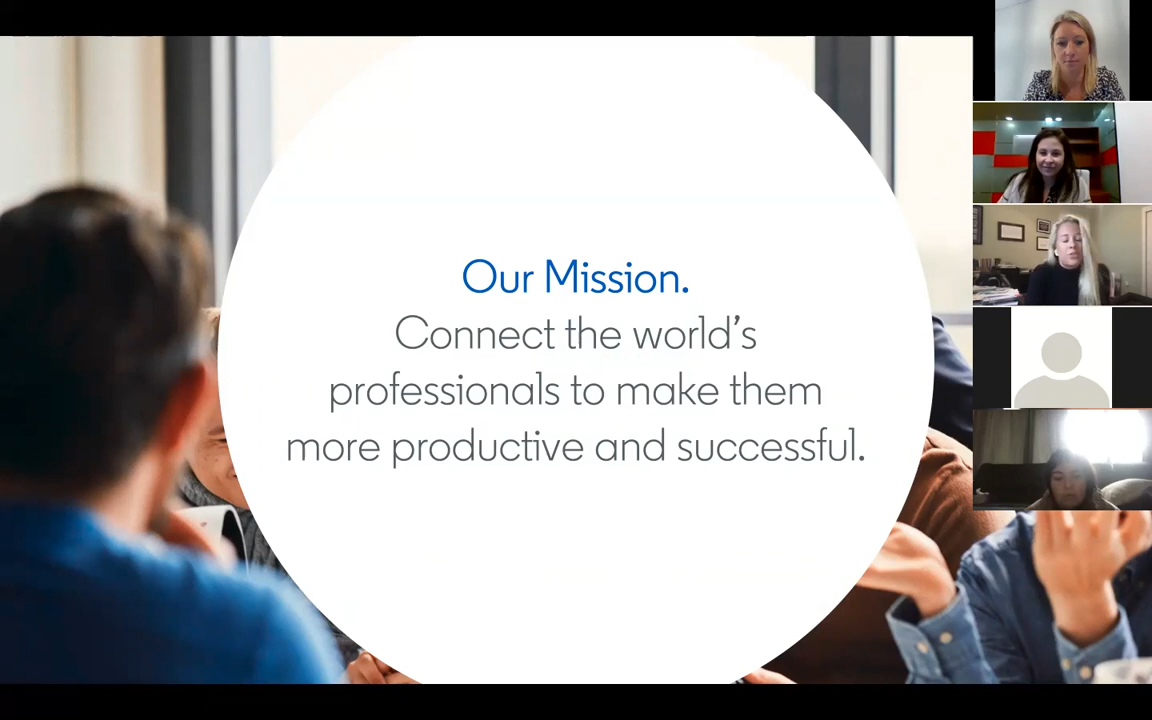 Our Mission.
Connect the world’s
professionals to make them
more productive and successful.